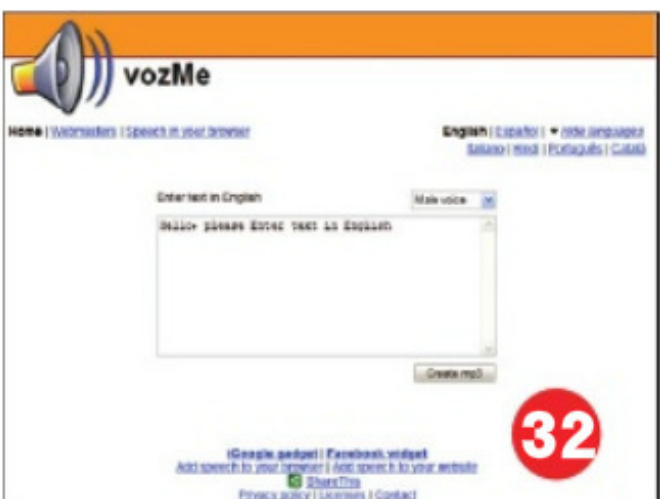 vozMe
Home | Webmasters | Speech in your browser
English | Español | ▾ Hide languages
Italiano | Hindi | Português | Català
Enter text in English
Male voice
Hello+ please Enter text in English
Create mp3
iGoogle gadget | Facebook widget
Add speech to your browser | Add speech to your website
ShareThis
Privacy policy | Licenses | Contact
32